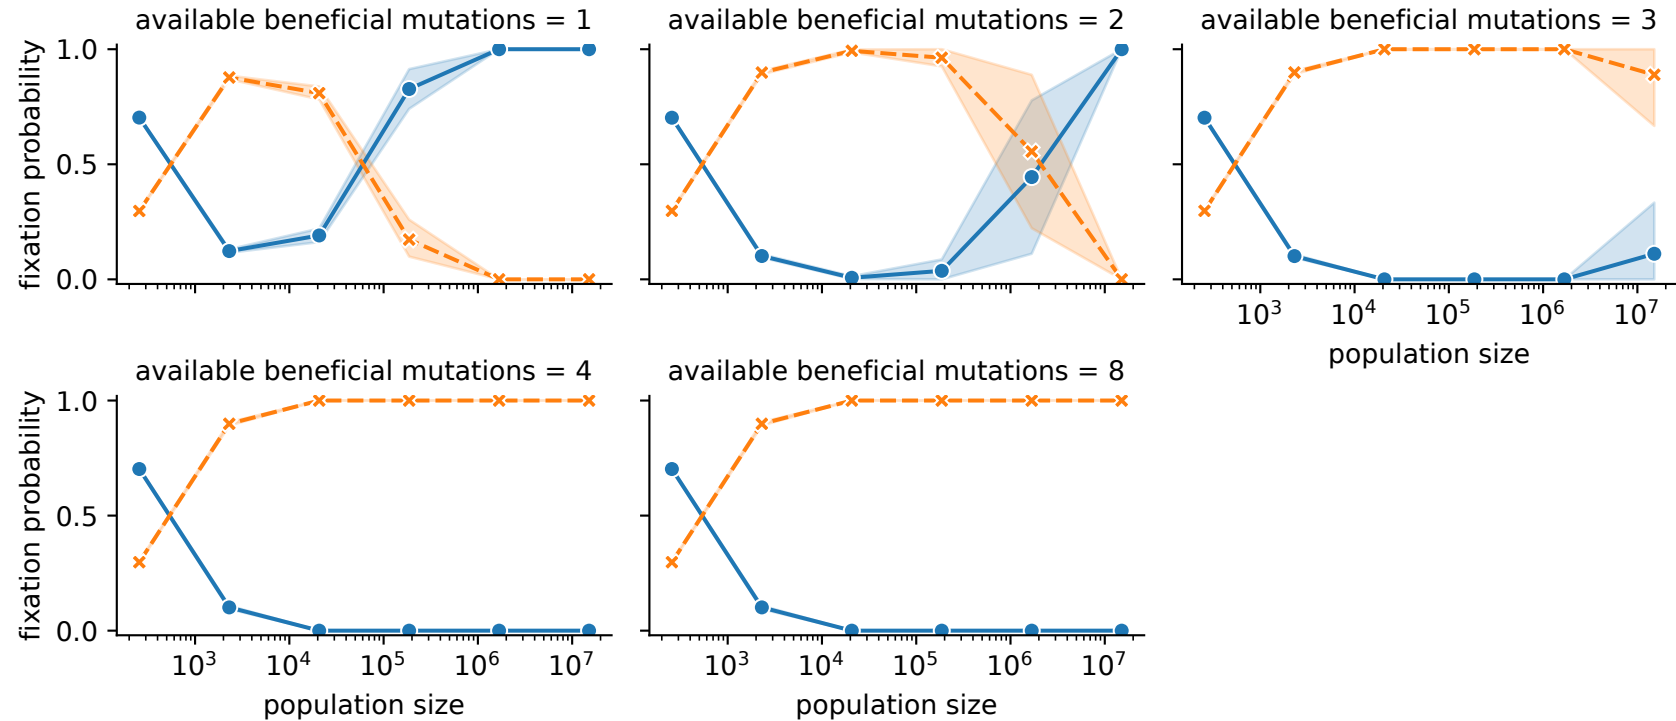 available beneficial mutations = 1
available beneficial mutations = 2
available beneficial mutations = 3
fixation probability
1.0
0.5
0.0
10³ 10⁴ 10⁵ 10⁶ 10⁷
population size
available beneficial mutations = 4
available beneficial mutations = 8
fixation probability
1.0
0.5
0.0
10³ 10⁴ 10⁵ 10⁶ 10⁷
10³ 10⁴ 10⁵ 10⁶ 10⁷
population size
population size